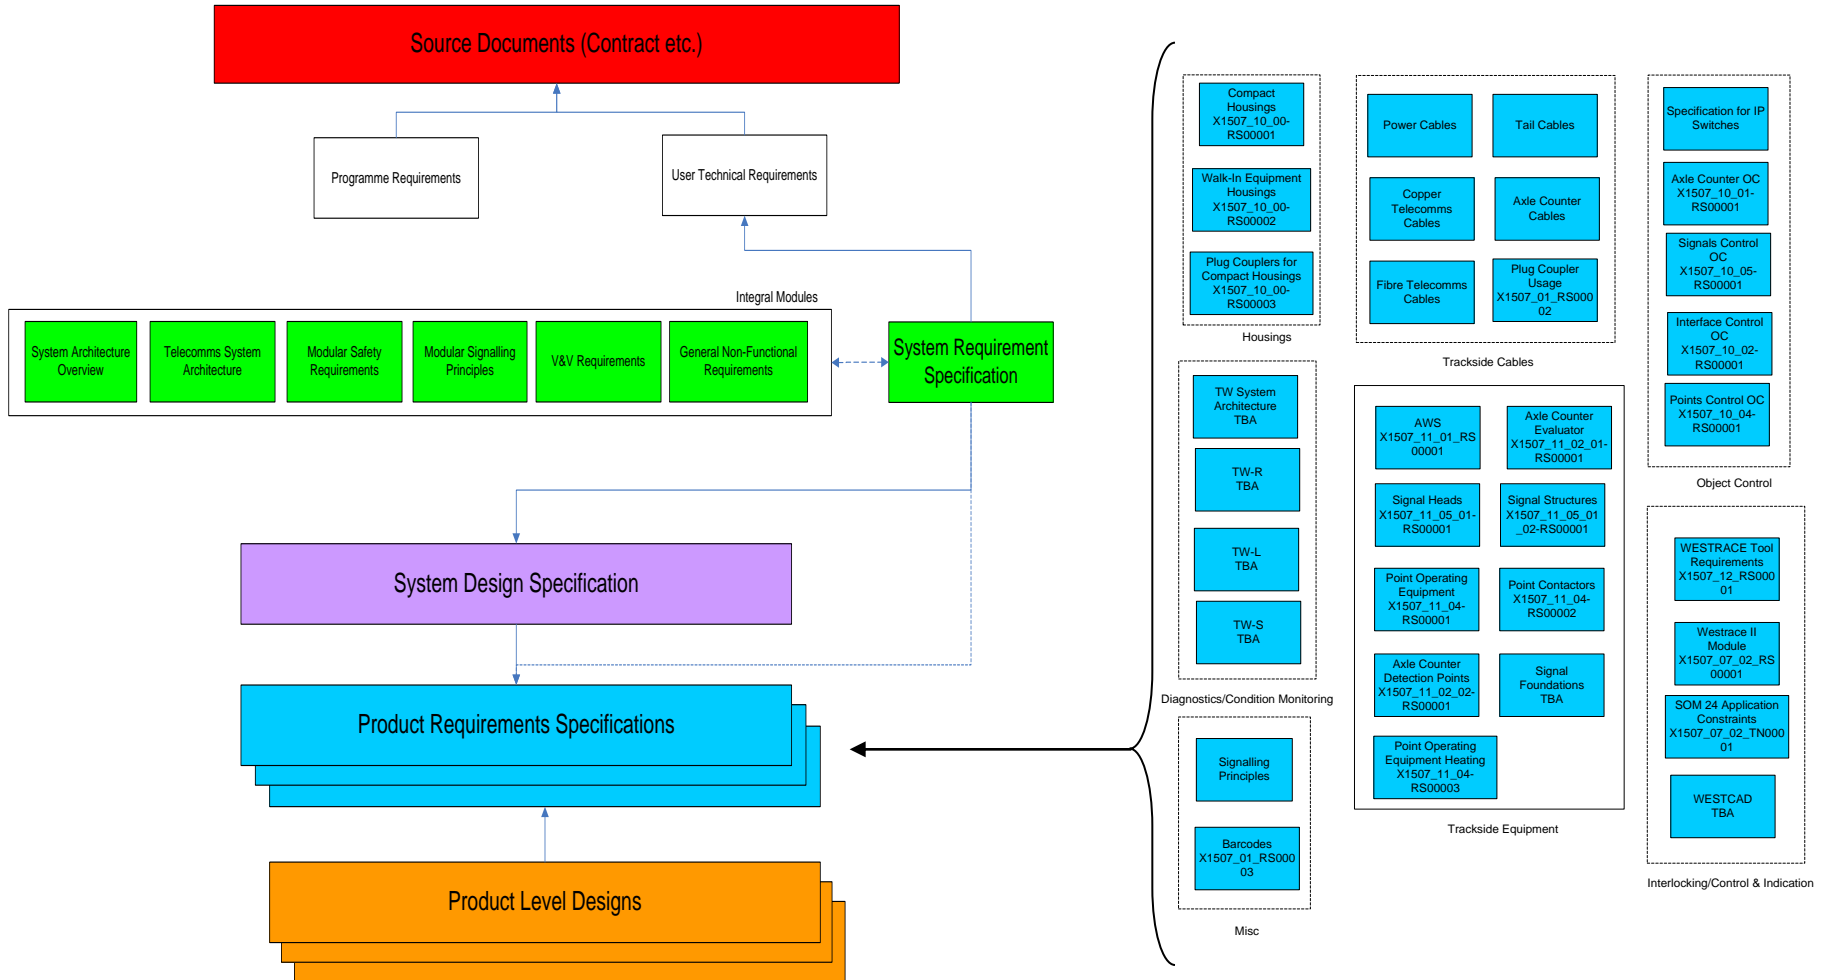 Source Documents (Contract etc.)
Programme Requirements
User Technical Requirements
Integral Modules
System Architecture
Overview
Telecomms System
Architecture
Modular Safety
Requirements
Modular Signalling
Principles
V&V Requirements
General Non-Functional
Requirements
System Requirement
Specification
System Design Specification
Product Requirements Specifications
Product Level Designs
Compact
Housings
X1507_10_00-
RS00001
Walk-In Equipment
Housings
X1507_10_00-
RS00002
Plug Couplers for
Compact Housings
X1507_10_00-
RS00003
Housings
TW System
Architecture
TBA
TW-R
TBA
TW-L
TBA
TW-S
TBA
Diagnostics/Condition Monitoring
Signalling
Principles
Barcodes
X1507_01_RS000
03
Misc
Power Cables
Tail Cables
Copper
Telecomms
Cables
Axle Counter
Cables
Fibre Telecomms
Cables
Plug Coupler
Usage
X1507_01_RS000
02
Trackside Cables
AWS
X1507_11_01_RS
00001
Axle Counter
Evaluator
X1507_11_02_01-
RS00001
Signal Heads
X1507_11_05_01-
RS00001
Signal Structures
X1507_11_05_01
_02-RS00001
Point Operating
Equipment
X1507_11_04-
RS00001
Point Contactors
X1507_11_04-
RS00002
Axle Counter
Detection Points
X1507_11_02_02-
RS00001
Signal
Foundations
TBA
Point Operating
Equipment Heating
X1507_11_04-
RS00003
Trackside Equipment
Specification for IP
Switches
Axle Counter OC
X1507_10_01-
RS00001
Signals Control
OC
X1507_10_05-
RS00001
Interface Control
OC
X1507_10_02-
RS00001
Points Control OC
X1507_10_04-
RS00001
Object Control
WESTRACE Tool
Requirements
X1507_12_RS000
01
Westrace II
Module
X1507_07_02_RS
00001
SOM 24 Application
Constraints
X1507_07_02_TN000
01
WESTCAD
TBA
Interlocking/Control & Indication